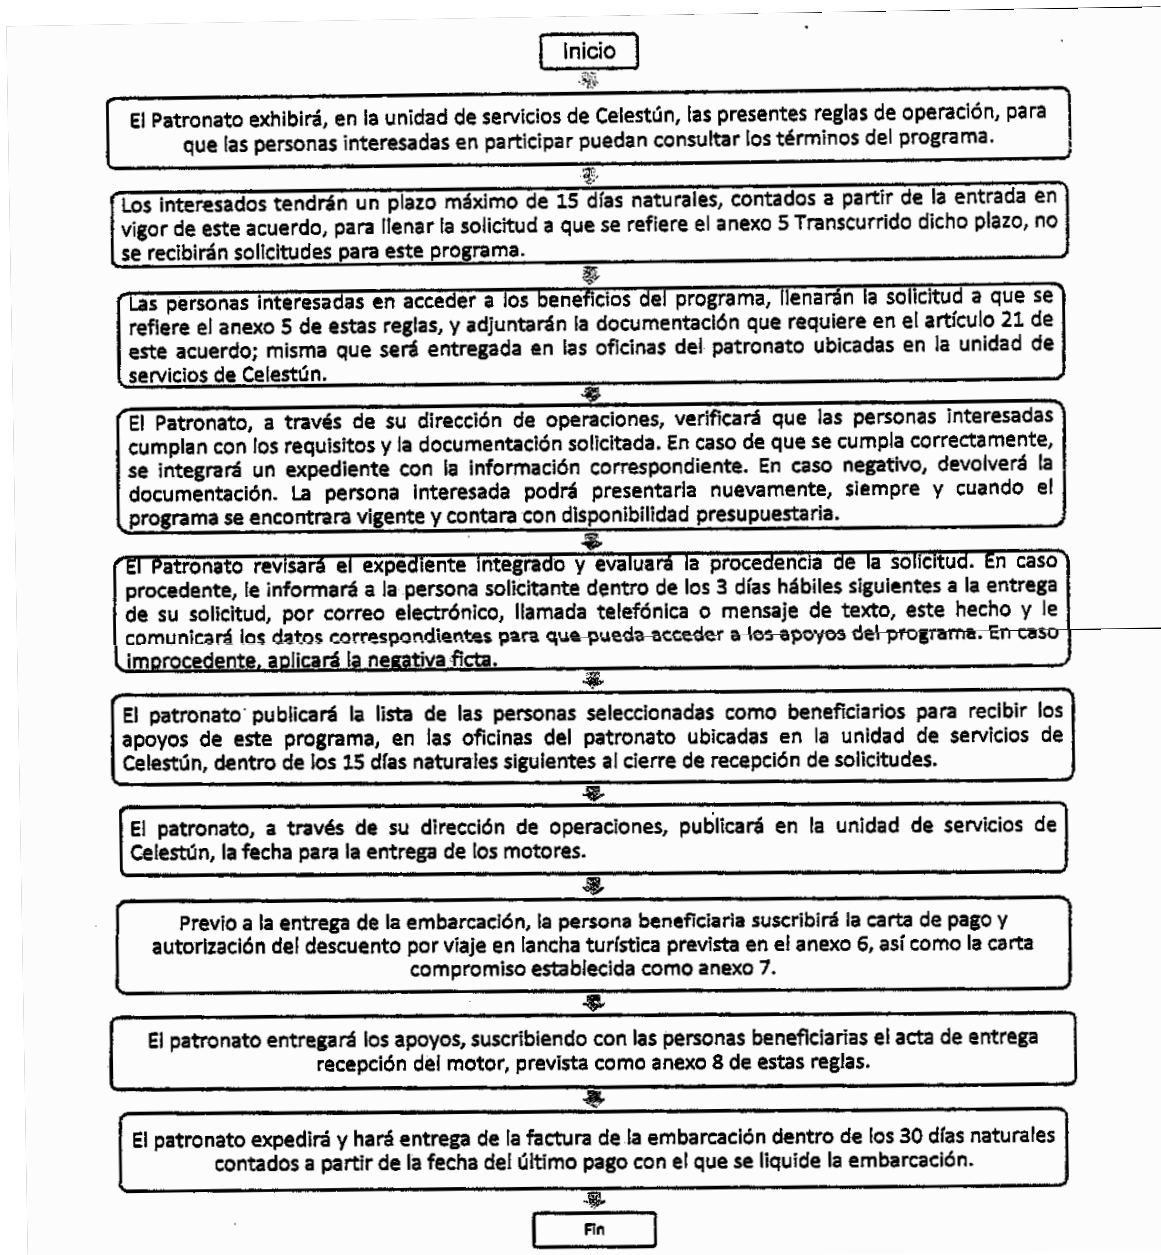 Inicio
El Patronato exhibirá, en la unidad de servicios de Celestún, las presentes reglas de operación, para
que las personas interesadas en participar puedan consultar los términos del programa.
Los interesados tendrán un plazo máximo de 15 días naturales, contados a partir de la entrada en
vigor de este acuerdo, para llenar la solicitud a que se refiere el anexo 5 Transcurrido dicho plazo, no
se recibirán solicitudes para este programa.
Las personas interesadas en acceder a los beneficios del programa, llenarán la solicitud a que se
refiere el anexo 5 de estas reglas, y adjuntarán la documentación que requiere en el artículo 21 de
este acuerdo; misma que será entregada en las oficinas del patronato ubicadas en la unidad de
servicios de Celestún.
El Patronato, a través de su dirección de operaciones, verificará que las personas interesadas
cumplan con los requisitos y la documentación solicitada. En caso de que se cumpla correctamente,
se integrará un expediente con la información correspondiente. En caso negativo, devolverá la
documentación. La persona interesada podrá presentarla nuevamente, siempre y cuando el
programa se encontrara vigente y contara con disponibilidad presupuestaria.
El Patronato revisará el expediente integrado y evaluará la procedencia de la solicitud. En caso
procedente, le informará a la persona solicitante dentro de los 3 días hábiles siguientes a la entrega
de su solicitud, por correo electrónico, llamada telefónica o mensaje de texto, este hecho y le
comunicará los datos correspondientes para que pueda acceder a los apoyos del programa. En caso
improcedente, aplicará la negativa ficta.
El patronato publicará la lista de las personas seleccionadas como beneficiarios para recibir los
apoyos de este programa, en las oficinas del patronato ubicadas en la unidad de servicios de
Celestún, dentro de los 15 días naturales siguientes al cierre de recepción de solicitudes.
El patronato, a través de su dirección de operaciones, publicará en la unidad de servicios de
Celestún, la fecha para la entrega de los motores.
Previo a la entrega de la embarcación, la persona beneficiaria suscribirá la carta de pago y
autorización del descuento por viaje en lancha turística prevista en el anexo 6, así como la carta
compromiso establecida como anexo 7.
El patronato entregará los apoyos, suscribiendo con las personas beneficiarias el acta de entrega
recepción del motor, prevista como anexo 8 de estas reglas.
El patronato expedirá y hará entrega de la factura de la embarcación dentro de los 30 días naturales
contados a partir de la fecha del último pago con el que se liquide la embarcación.
Fin